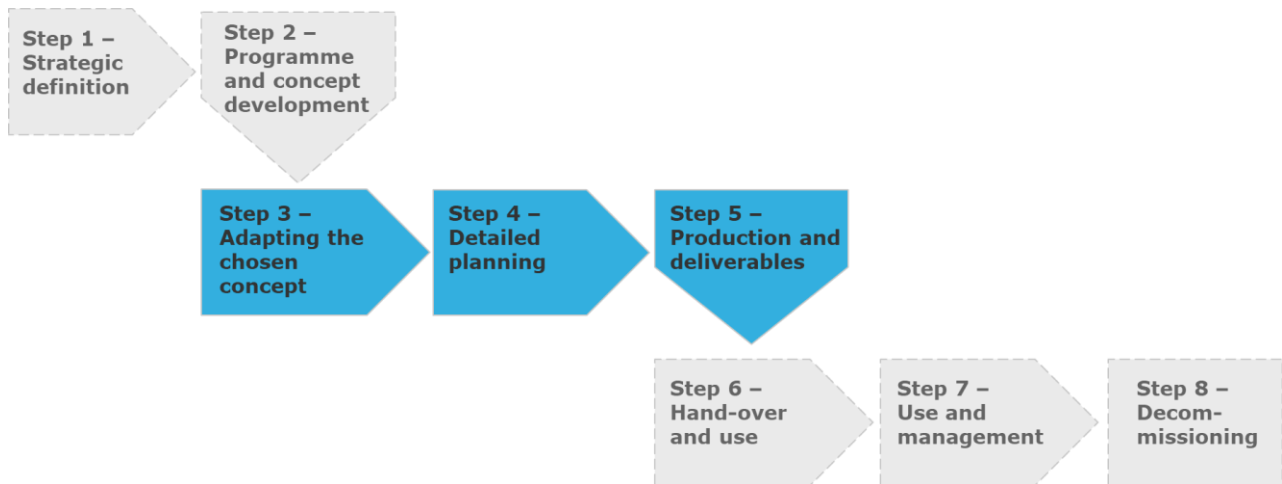 Step 1 –
Strategic
definition
Step 2 –
Programme
and concept
development
Step 3 –
Adapting the
chosen
concept
Step 4 –
Detailed
planning
Step 5 –
Production and
deliverables
Step 6 –
Hand-over
and use
Step 7 –
Use and
management
Step 8 –
Decom-
missioning